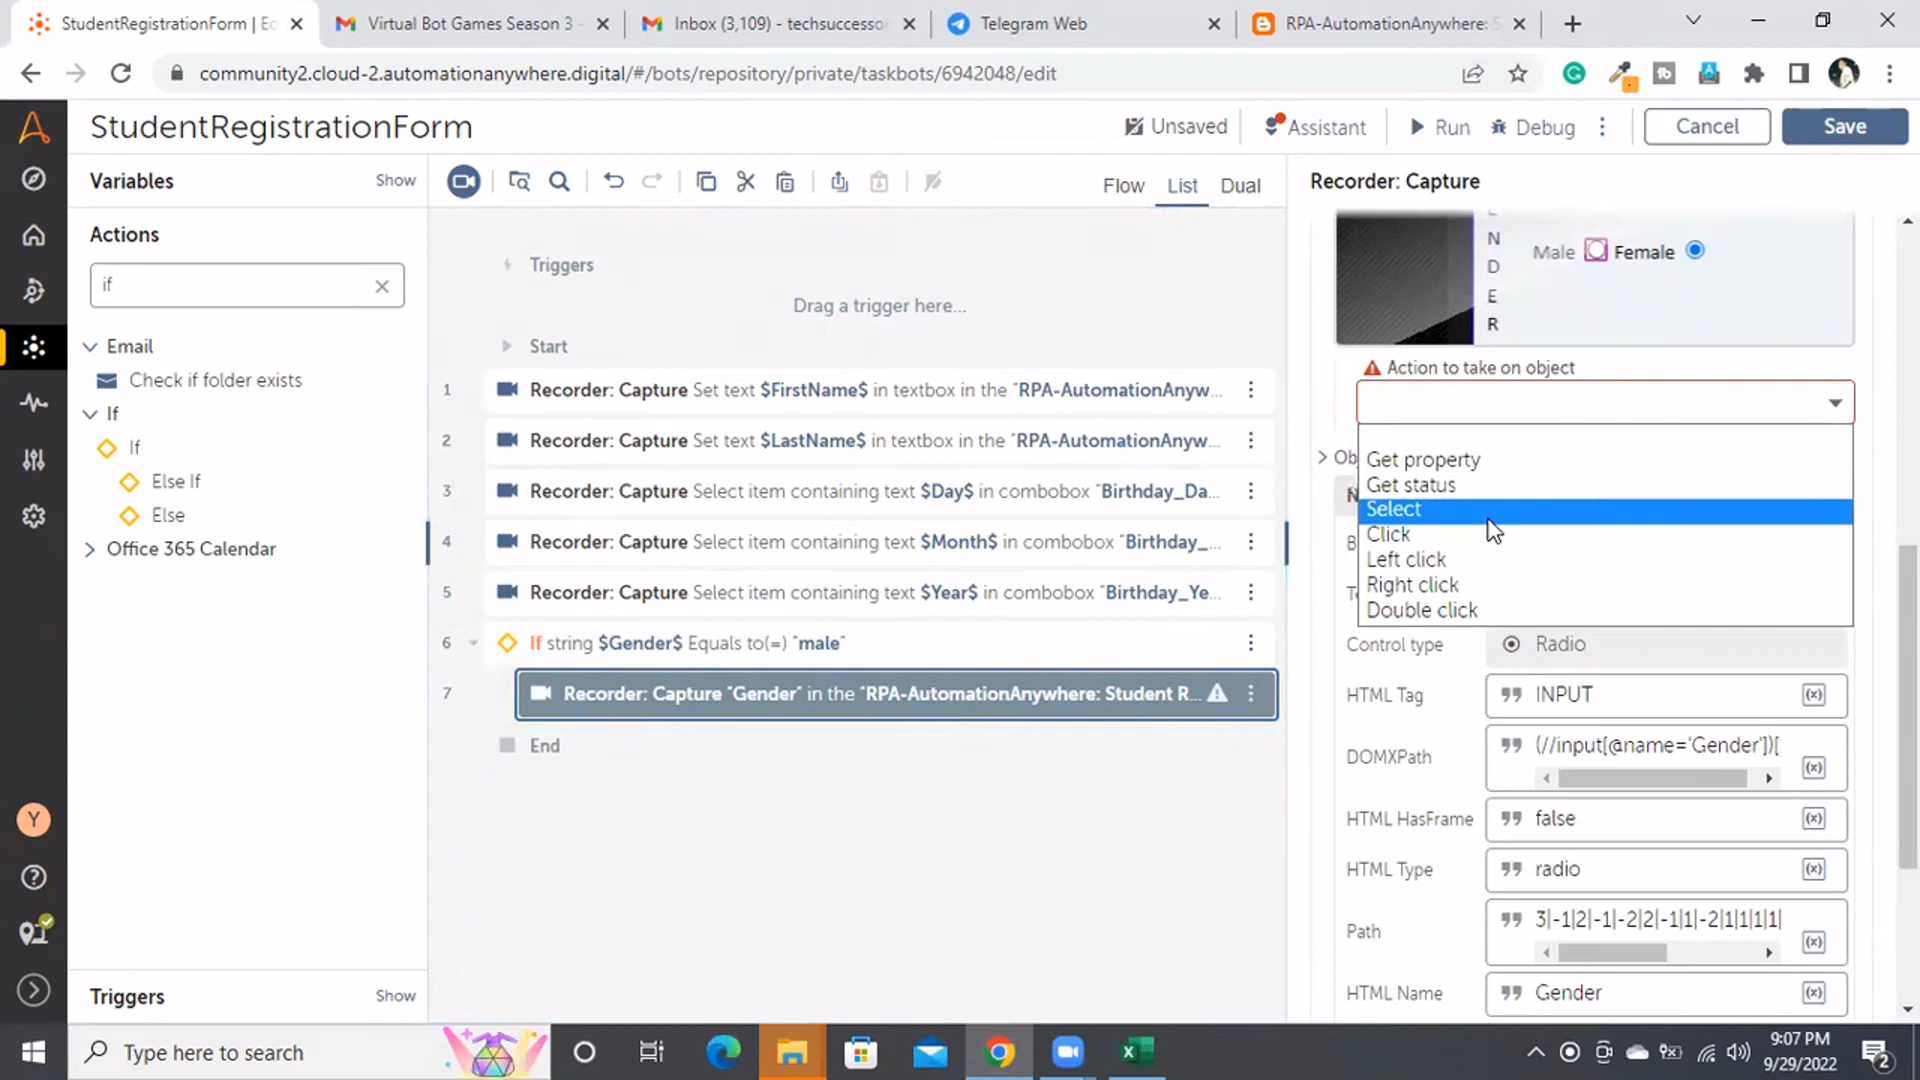 StudentRegistrationForm | Ec
Virtual Bot Games Season 3 -
Inbox (3,109) - techsuccessor
Telegram Web
RPA-AutomationAnywhere: S
community2.cloud-2.automationanywhere.digital/#/bots/repository/private/taskbots/6942048/edit
StudentRegistrationForm
Unsaved
Assistant
Run
Debug
Cancel
Save
Variables
Show
Flow
List
Dual
Recorder: Capture
Actions
if
Email
Check if folder exists
If
If
Else If
Else
Office 365 Calendar
Triggers
Show
Triggers
Drag a trigger here...
Start
1 Recorder: Capture Set text $FirstName$ in textbox in the "RPA-AutomationAnyw...
2 Recorder: Capture Set text $LastName$ in textbox in the "RPA-AutomationAnyw...
3 Recorder: Capture Select item containing text $Day$ in combobox "Birthday_Da...
4 Recorder: Capture Select item containing text $Month$ in combobox "Birthday_...
5 Recorder: Capture Select item containing text $Year$ in combobox "Birthday_Ye...
6 If string $Gender$ Equals to(=) "male"
7 Recorder: Capture "Gender" in the "RPA-AutomationAnywhere: Student R...
End
N
D
E
R
Male Female
Action to take on object
Ob
Get property
Get status
Select
Click
Left click
Right click
Double click
Control type Radio
HTML Tag INPUT
DOMXPath (//input[@name='Gender'])[
HTML HasFrame false
HTML Type radio
Path 3|-1|2|-1|-2|2|-1|1|-2|1|1|1|1|
HTML Name Gender
Y
Type here to search
9:07 PM
9/29/2022
2